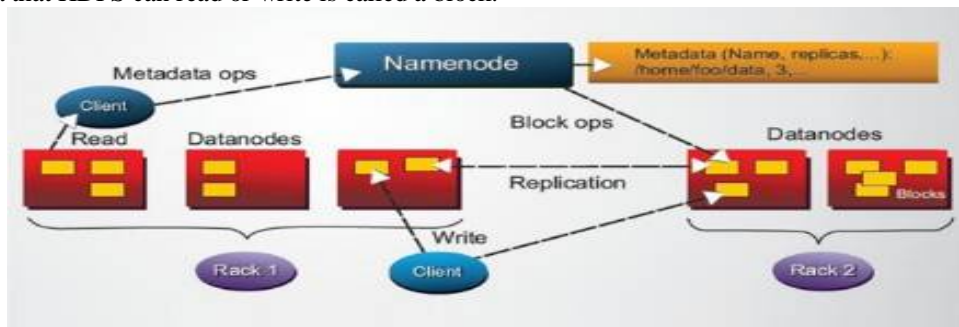 that HDFS can read or write is called a block.
Namenode
Metadata (Name, replicas,...):
/home/foo/data, 3,...
Metadata ops
Client
Block ops
Read
Datanodes
Datanodes
Replication
Blocks
Write
Rack 1
Client
Rack 2